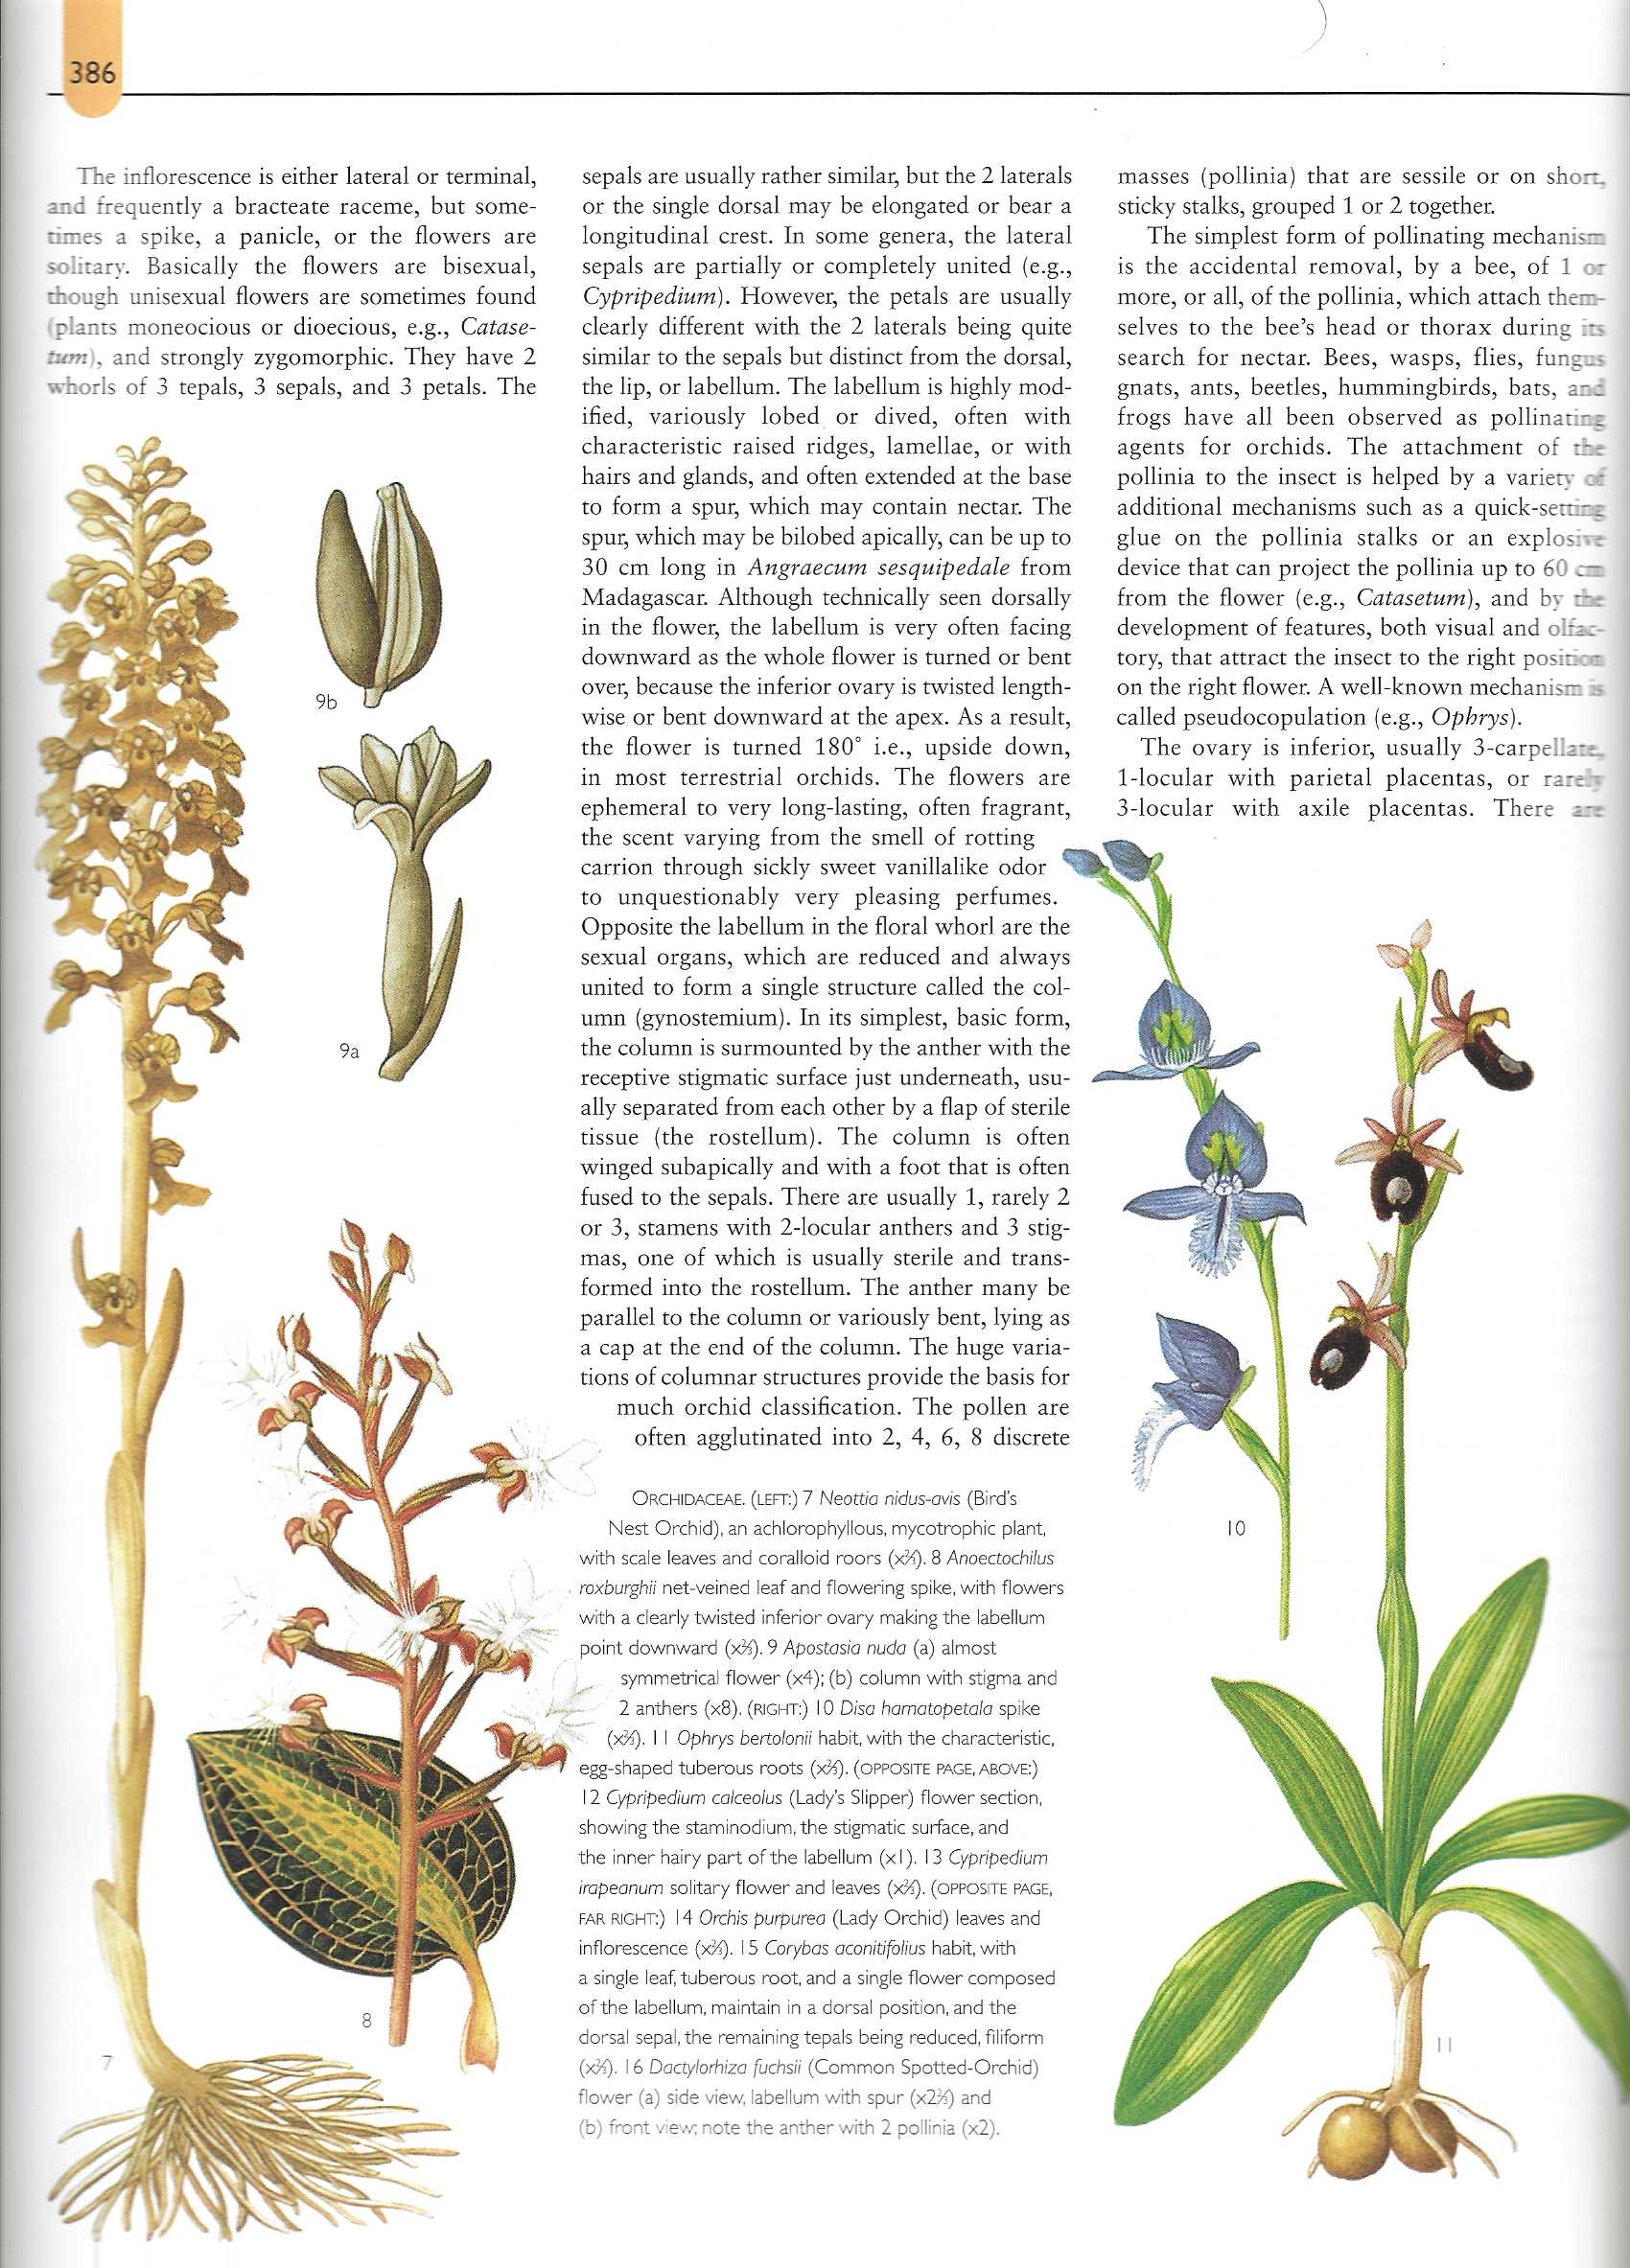 386
The inflorescence is either lateral or terminal,
and frequently a bracteate raceme, but some-
times a spike, a panicle, or the flowers are
solitary. Basically the flowers are bisexual,
though unisexual flowers are sometimes found
(plants moneocious or dioecious, e.g., Catase-
tum), and strongly zygomorphic. They have 2
whorls of 3 tepals, 3 sepals, and 3 petals. The
9b
9a
8
7
sepals are usually rather similar, but the 2 laterals
or the single dorsal may be elongated or bear a
longitudinal crest. In some genera, the lateral
sepals are partially or completely united (e.g.,
Cypripedium). However, the petals are usually
clearly different with the 2 laterals being quite
similar to the sepals but distinct from the dorsal,
the lip, or labellum. The labellum is highly mod-
ified, variously lobed or dived, often with
characteristic raised ridges, lamellae, or with
hairs and glands, and often extended at the base
to form a spur, which may contain nectar. The
spur, which may be bilobed apically, can be up to
30 cm long in Angraecum sesquipedale from
Madagascar. Although technically seen dorsally
in the flower, the labellum is very often facing
downward as the whole flower is turned or bent
over, because the inferior ovary is twisted length-
wise or bent downward at the apex. As a result,
the flower is turned 180° i.e., upside down,
in most terrestrial orchids. The flowers are
ephemeral to very long-lasting, often fragrant,
the scent varying from the smell of rotting
carrion through sickly sweet vanillalike odor
to unquestionably very pleasing perfumes.
Opposite the labellum in the floral whorl are the
sexual organs, which are reduced and always
united to form a single structure called the col-
umn (gynostemium). In its simplest, basic form,
the column is surmounted by the anther with the
receptive stigmatic surface just underneath, usu-
ally separated from each other by a flap of sterile
tissue (the rostellum). The column is often
winged subapically and with a foot that is often
fused to the sepals. There are usually 1, rarely 2
or 3, stamens with 2-locular anthers and 3 stig-
mas, one of which is usually sterile and trans-
formed into the rostellum. The anther many be
parallel to the column or variously bent, lying as
a cap at the end of the column. The huge varia-
tions of columnar structures provide the basis for
much orchid classification. The pollen are
often agglutinated into 2, 4, 6, 8 discrete
ORCHIDACEAE. (LEFT:) 7 Neottia nidus-avis (Bird's
Nest Orchid), an achlorophyllous, mycotrophic plant,
with scale leaves and coralloid roors (x⅔). 8 Anoectochilus
roxburghii net-veined leaf and flowering spike, with flowers
with a clearly twisted inferior ovary making the labellum
point downward (x⅔). 9 Apostasia nuda (a) almost
symmetrical flower (x4); (b) column with stigma and
2 anthers (x8). (RIGHT:) 10 Disa hamatopetala spike
(x⅔). 11 Ophrys bertolonii habit, with the characteristic,
egg-shaped tuberous roots (x⅔). (OPPOSITE PAGE, ABOVE:)
12 Cypripedium calceolus (Lady's Slipper) flower section,
showing the staminodium, the stigmatic surface, and
the inner hairy part of the labellum (x1). 13 Cypripedium
irapeanum solitary flower and leaves (x⅔). (OPPOSITE PAGE,
FAR RIGHT:) 14 Orchis purpurea (Lady Orchid) leaves and
inflorescence (x⅔). 15 Corybas aconitifolius habit, with
a single leaf, tuberous root, and a single flower composed
of the labellum, maintain in a dorsal position, and the
dorsal sepal, the remaining tepals being reduced, filiform
(x⅔). 16 Dactylorhiza fuchsii (Common Spotted-Orchid)
flower (a) side view, labellum with spur (x2⅔) and
(b) front view; note the anther with 2 pollinia (x2).
masses (pollinia) that are sessile or on short,
sticky stalks, grouped 1 or 2 together.
The simplest form of pollinating mechanism
is the accidental removal, by a bee, of 1 or
more, or all, of the pollinia, which attach them-
selves to the bee's head or thorax during its
search for nectar. Bees, wasps, flies, fungus
gnats, ants, beetles, hummingbirds, bats, and
frogs have all been observed as pollinating
agents for orchids. The attachment of the
pollinia to the insect is helped by a variety of
additional mechanisms such as a quick-setting
glue on the pollinia stalks or an explosive
device that can project the pollinia up to 60 cm
from the flower (e.g., Catasetum), and by the
development of features, both visual and olfac-
tory, that attract the insect to the right position
on the right flower. A well-known mechanism is
called pseudocopulation (e.g., Ophrys).
The ovary is inferior, usually 3-carpellate,
1-locular with parietal placentas, or rarely
3-locular with axile placentas. There are
10
11